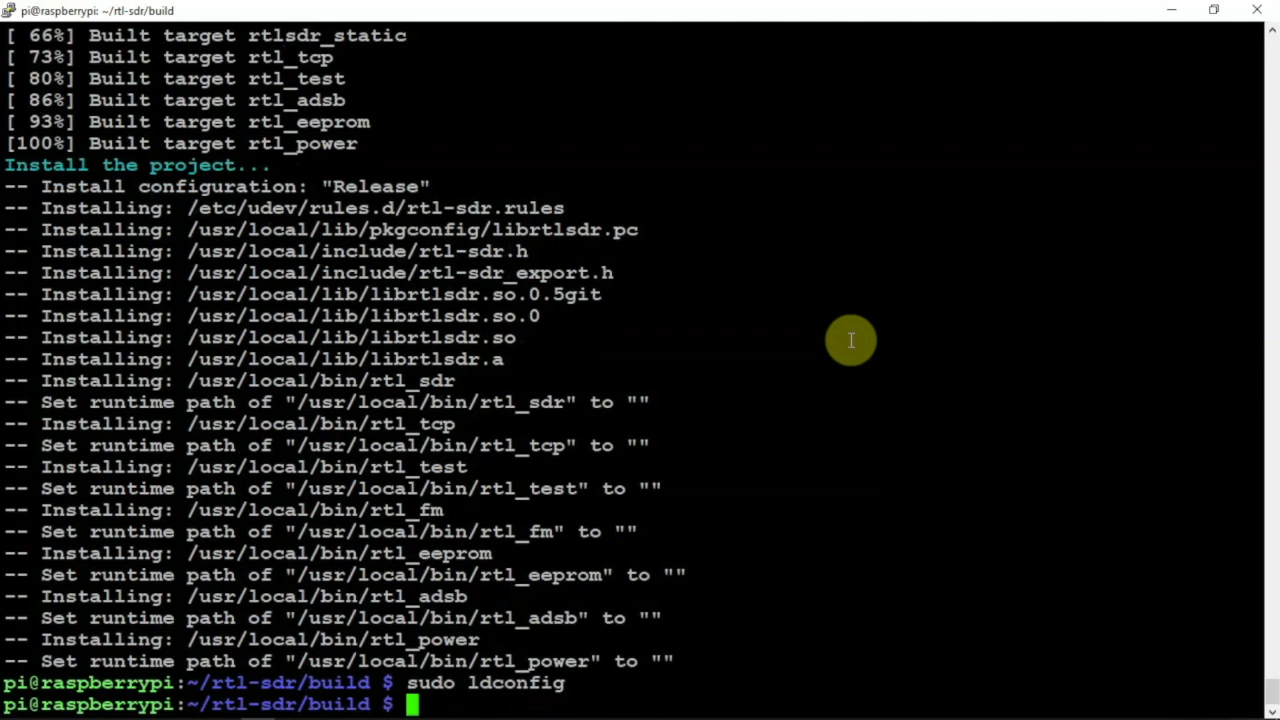 pi@raspberrypi: ~/rtl-sdr/build
[ 66%] Built target rtlsdr_static
[ 73%] Built target rtl_tcp
[ 80%] Built target rtl_test
[ 86%] Built target rtl_adsb
[ 93%] Built target rtl_eeprom
[100%] Built target rtl_power
Install the project...
-- Install configuration: "Release"
-- Installing: /etc/udev/rules.d/rtl-sdr.rules
-- Installing: /usr/local/lib/pkgconfig/librtlsdr.pc
-- Installing: /usr/local/include/rtl-sdr.h
-- Installing: /usr/local/include/rtl-sdr_export.h
-- Installing: /usr/local/lib/librtlsdr.so.0.5git
-- Installing: /usr/local/lib/librtlsdr.so.0
-- Installing: /usr/local/lib/librtlsdr.so
-- Installing: /usr/local/lib/librtlsdr.a
-- Installing: /usr/local/bin/rtl_sdr
-- Set runtime path of "/usr/local/bin/rtl_sdr" to ""
-- Installing: /usr/local/bin/rtl_tcp
-- Set runtime path of "/usr/local/bin/rtl_tcp" to ""
-- Installing: /usr/local/bin/rtl_test
-- Set runtime path of "/usr/local/bin/rtl_test" to ""
-- Installing: /usr/local/bin/rtl_fm
-- Set runtime path of "/usr/local/bin/rtl_fm" to ""
-- Installing: /usr/local/bin/rtl_eeprom
-- Set runtime path of "/usr/local/bin/rtl_eeprom" to ""
-- Installing: /usr/local/bin/rtl_adsb
-- Set runtime path of "/usr/local/bin/rtl_adsb" to ""
-- Installing: /usr/local/bin/rtl_power
-- Set runtime path of "/usr/local/bin/rtl_power" to ""
pi@raspberrypi:~/rtl-sdr/build $ sudo ldconfig
pi@raspberrypi:~/rtl-sdr/build $